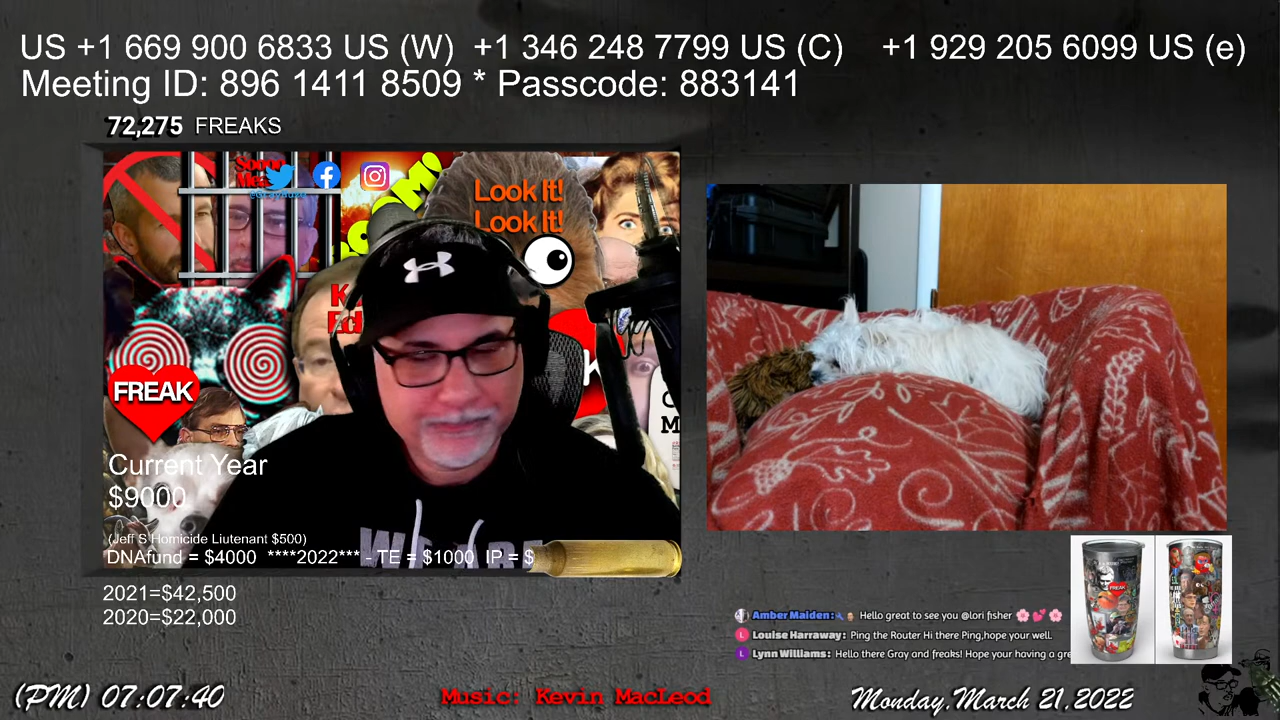 US +1 669 900 6833 US (W) +1 346 248 7799 US (C) +1 929 205 6099 US (e)
Meeting ID: 896 1411 8509 * Passcode: 883141
72,275 FREAKS
Look It!
Look It!
FREAK
Current Year
$9000
(Jeff S Homicide Liutenant $500)
DNAfund = $4000 ****2022*** - TE = $1000 IP = $
2021=$42,500
2020=$22,000
Amber Maiden: Hello great to see you @lori fisher
Louise Harraway: Ping the Router Hi there Ping,hope your well.
Lynn Williams: Hello there Gray and freaks! Hope your having a gre
(PM) 07:07:40
Music: Kevin MacLeod
Monday,March 21,2022